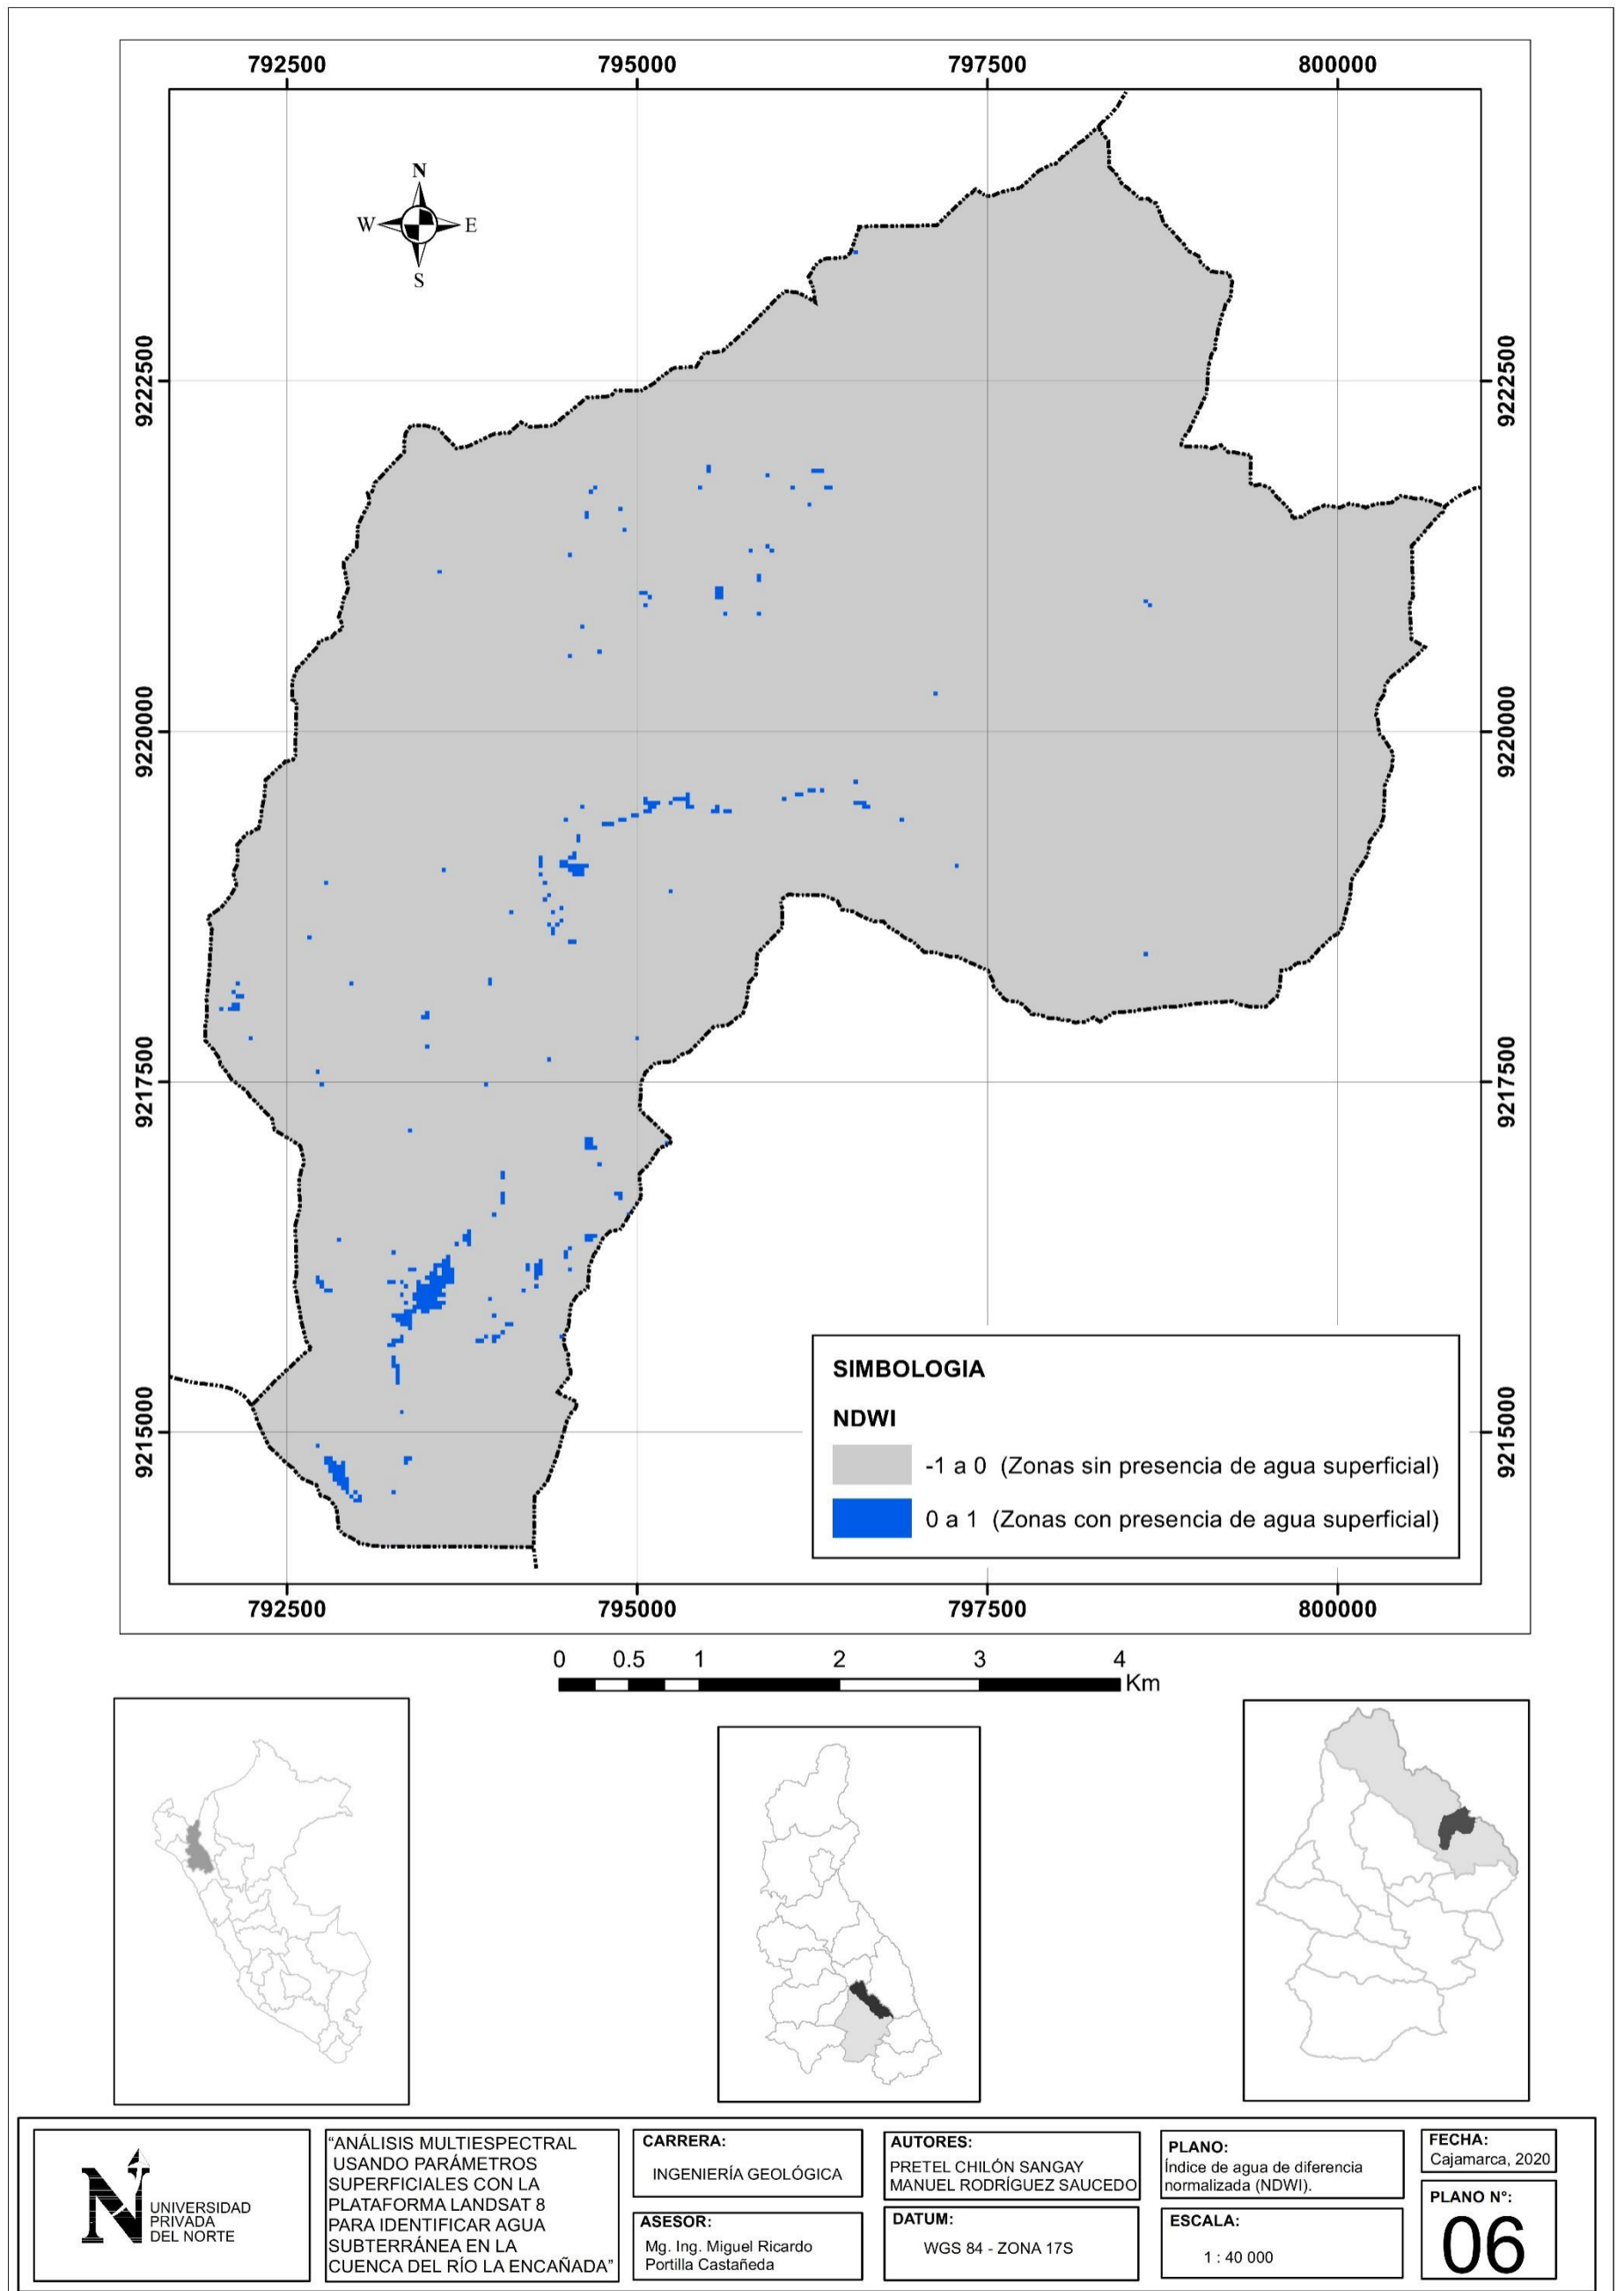 792500 795000 797500 800000
N
W E
S
9222500 9222500
9220000 9220000
9217500 9217500
9215000 9215000
SIMBOLOGIA
NDWI
-1 a 0 (Zonas sin presencia de agua superficial)
0 a 1 (Zonas con presencia de agua superficial)
792500 795000 797500 800000
0 0.5 1 2 3 4
Km
N
UNIVERSIDAD
PRIVADA
DEL NORTE
“ANÁLISIS MULTIESPECTRAL
USANDO PARÁMETROS
SUPERFICIALES CON LA
PLATAFORMA LANDSAT 8
PARA IDENTIFICAR AGUA
SUBTERRÁNEA EN LA
CUENCA DEL RÍO LA ENCAÑADA”
CARRERA:
INGENIERÍA GEOLÓGICA
ASESOR:
Mg. Ing. Miguel Ricardo
Portilla Castañeda
AUTORES:
PRETEL CHILÓN SANGAY
MANUEL RODRÍGUEZ SAUCEDO
DATUM:
WGS 84 - ZONA 17S
PLANO:
Índice de agua de diferencia
normalizada (NDWI).
ESCALA:
1 : 40 000
FECHA:
Cajamarca, 2020
PLANO N°:
06